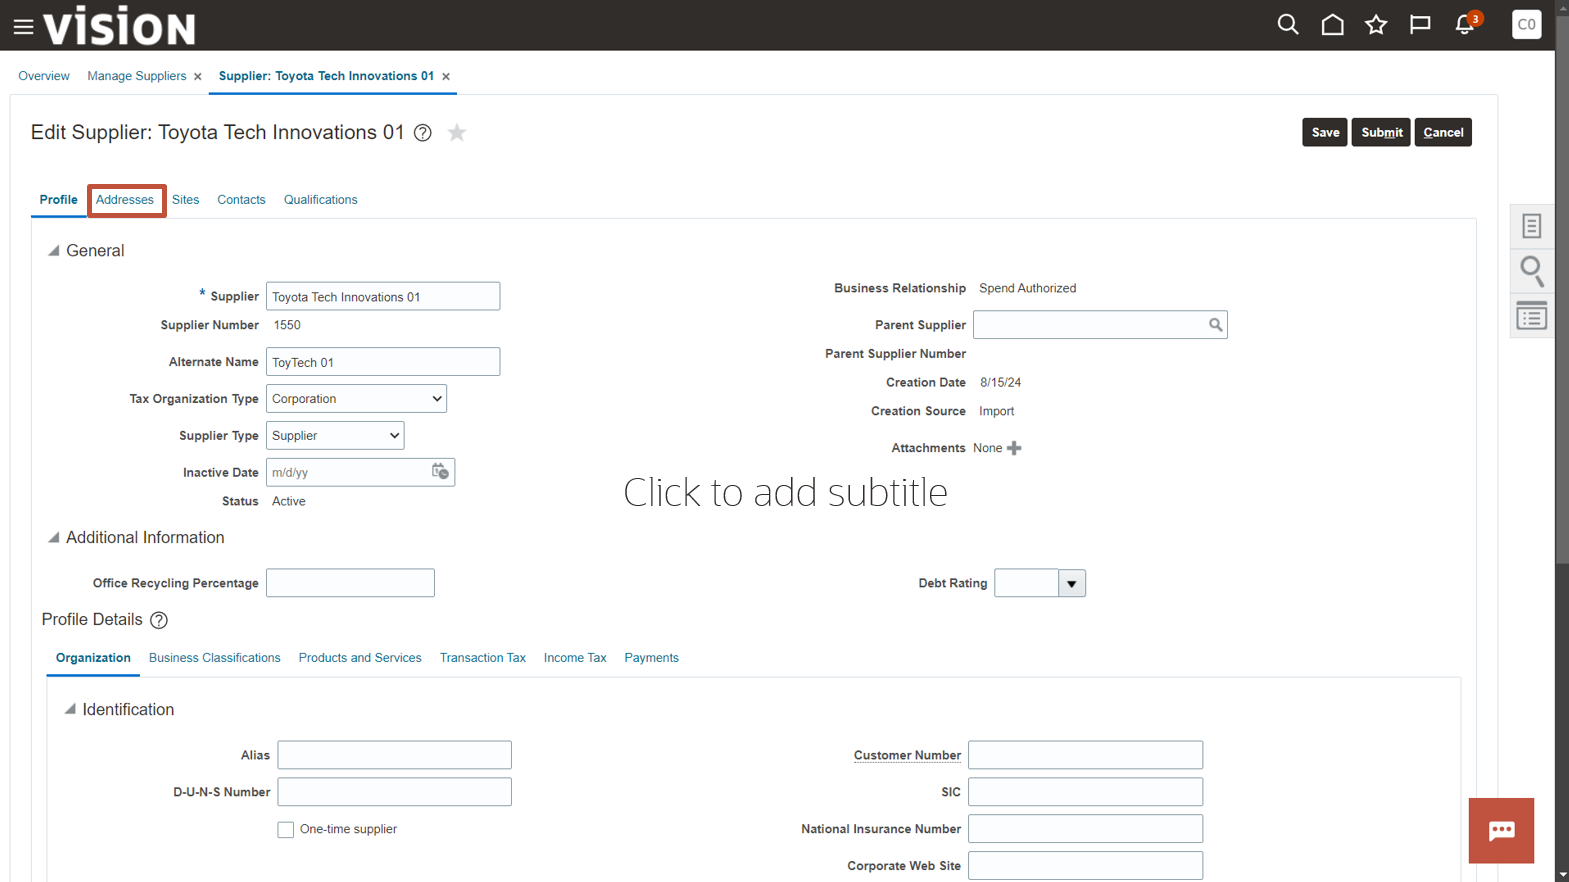 vision
3
CO
Overview Manage Suppliers × Supplier: Toyota Tech Innovations 01 ×
Edit Supplier: Toyota Tech Innovations 01 ?
Save Submit Cancel
Profile Addresses Sites Contacts Qualifications
General
* Supplier Toyota Tech Innovations 01
Business Relationship Spend Authorized
Supplier Number 1550
Parent Supplier
Parent Supplier Number
Alternate Name ToyTech 01
Creation Date 8/15/24
Tax Organization Type Corporation
Creation Source Import
Supplier Type Supplier
Attachments None
Inactive Date m/d/yy
Status Active
Click to add subtitle
Additional Information
Office Recycling Percentage
Debt Rating
Profile Details ?
Organization Business Classifications Products and Services Transaction Tax Income Tax Payments
Identification
Alias
Customer Number
D-U-N-S Number
SIC
One-time supplier
National Insurance Number
Corporate Web Site